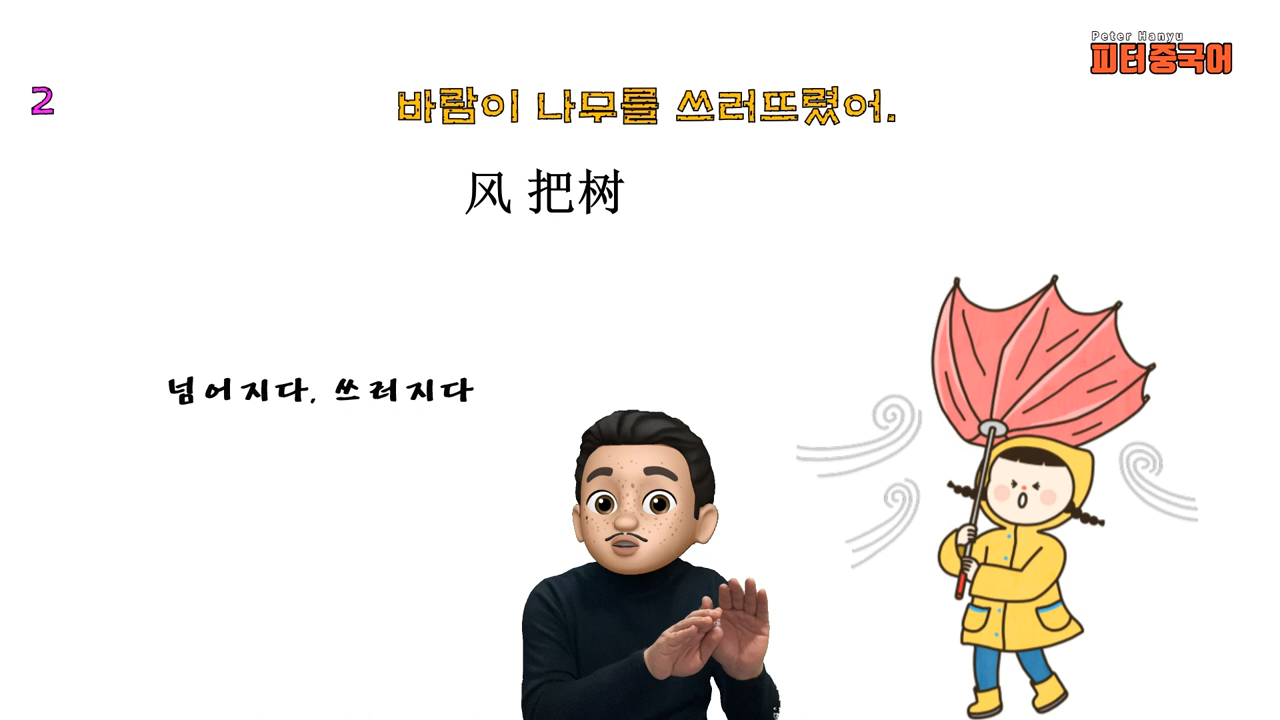 Peter Hanyu
피터중국어
2
바람이 나무를 쓰러뜨렸어.
风 把树
넘어지다, 쓰러지다